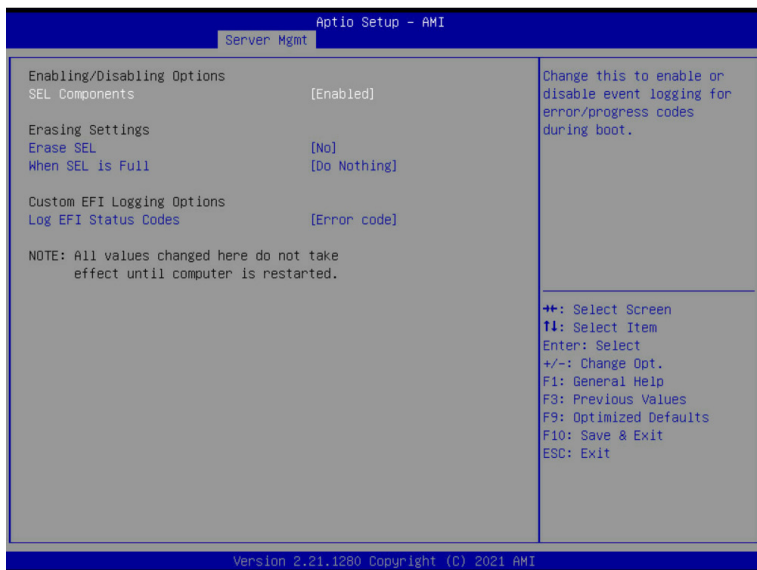 Aptio Setup - AMI
Server Mgmt
Enabling/Disabling Options
SEL Components [Enabled]
Erasing Settings
Erase SEL [No]
When SEL is Full [Do Nothing]
Custom EFI Logging Options
Log EFI Status Codes [Error code]
NOTE: All values changed here do not take
effect until computer is restarted.
Change this to enable or
disable event logging for
error/progress codes
during boot.
→←: Select Screen
↑↓: Select Item
Enter: Select
+/-: Change Opt.
F1: General Help
F3: Previous Values
F9: Optimized Defaults
F10: Save & Exit
ESC: Exit
Version 2.21.1280 Copyright (C) 2021 AMI